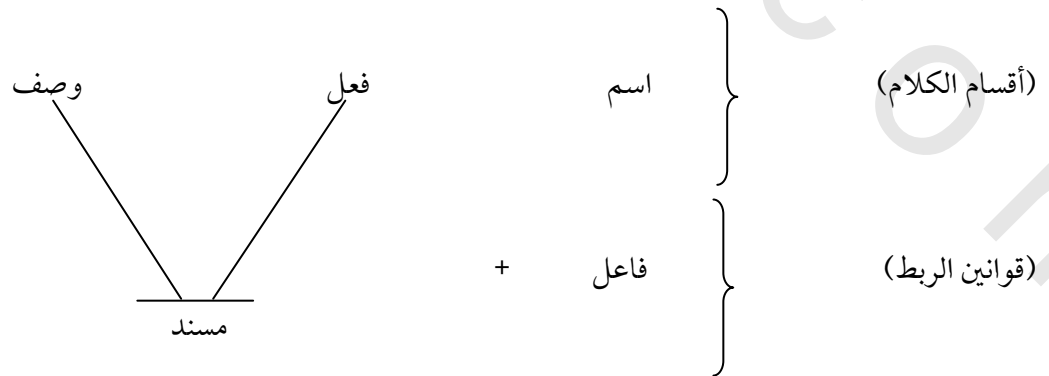 (أقسام الكلام) اسم فعل وصف
(قوانين الربط) فاعل +
مسند